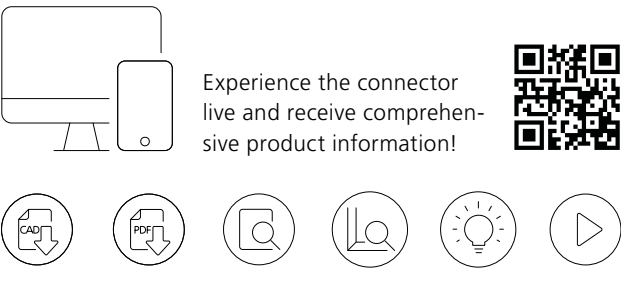 Experience the connector
live and receive comprehen-
sive product information!
CAD
PDF